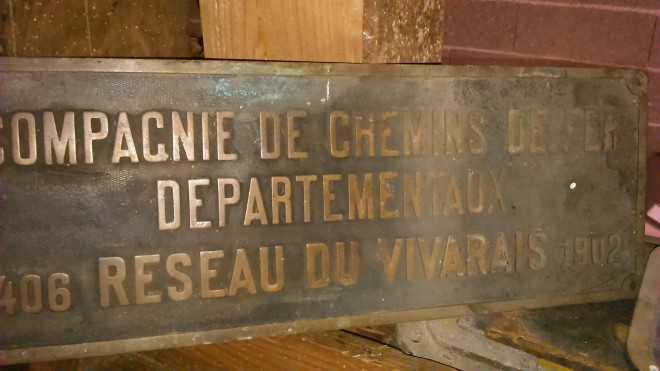 COMPAGNIE DE CHEMINS DE FER
DEPARTEMENTAUX
406 RESEAU DU VIVARAIS 1902